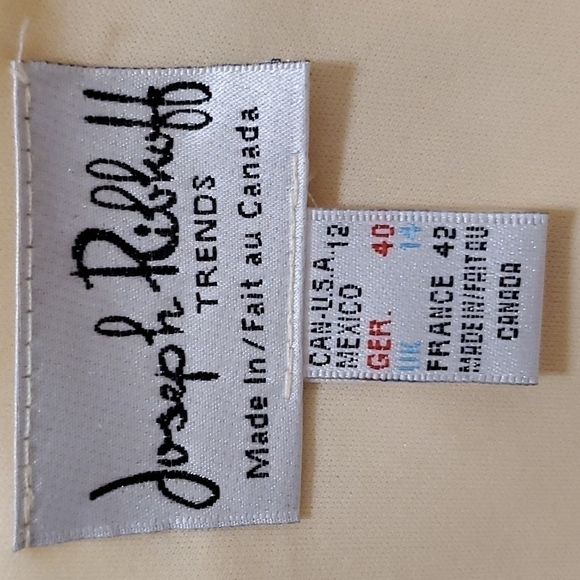 Joseph Ribkoff
TRENDS
Made In/Fait au Canada
CAN-U.S.A. 12
MEXICO
GER. 40
UK 14
FRANCE 42
MADE IN/FAIT AU
CANADA